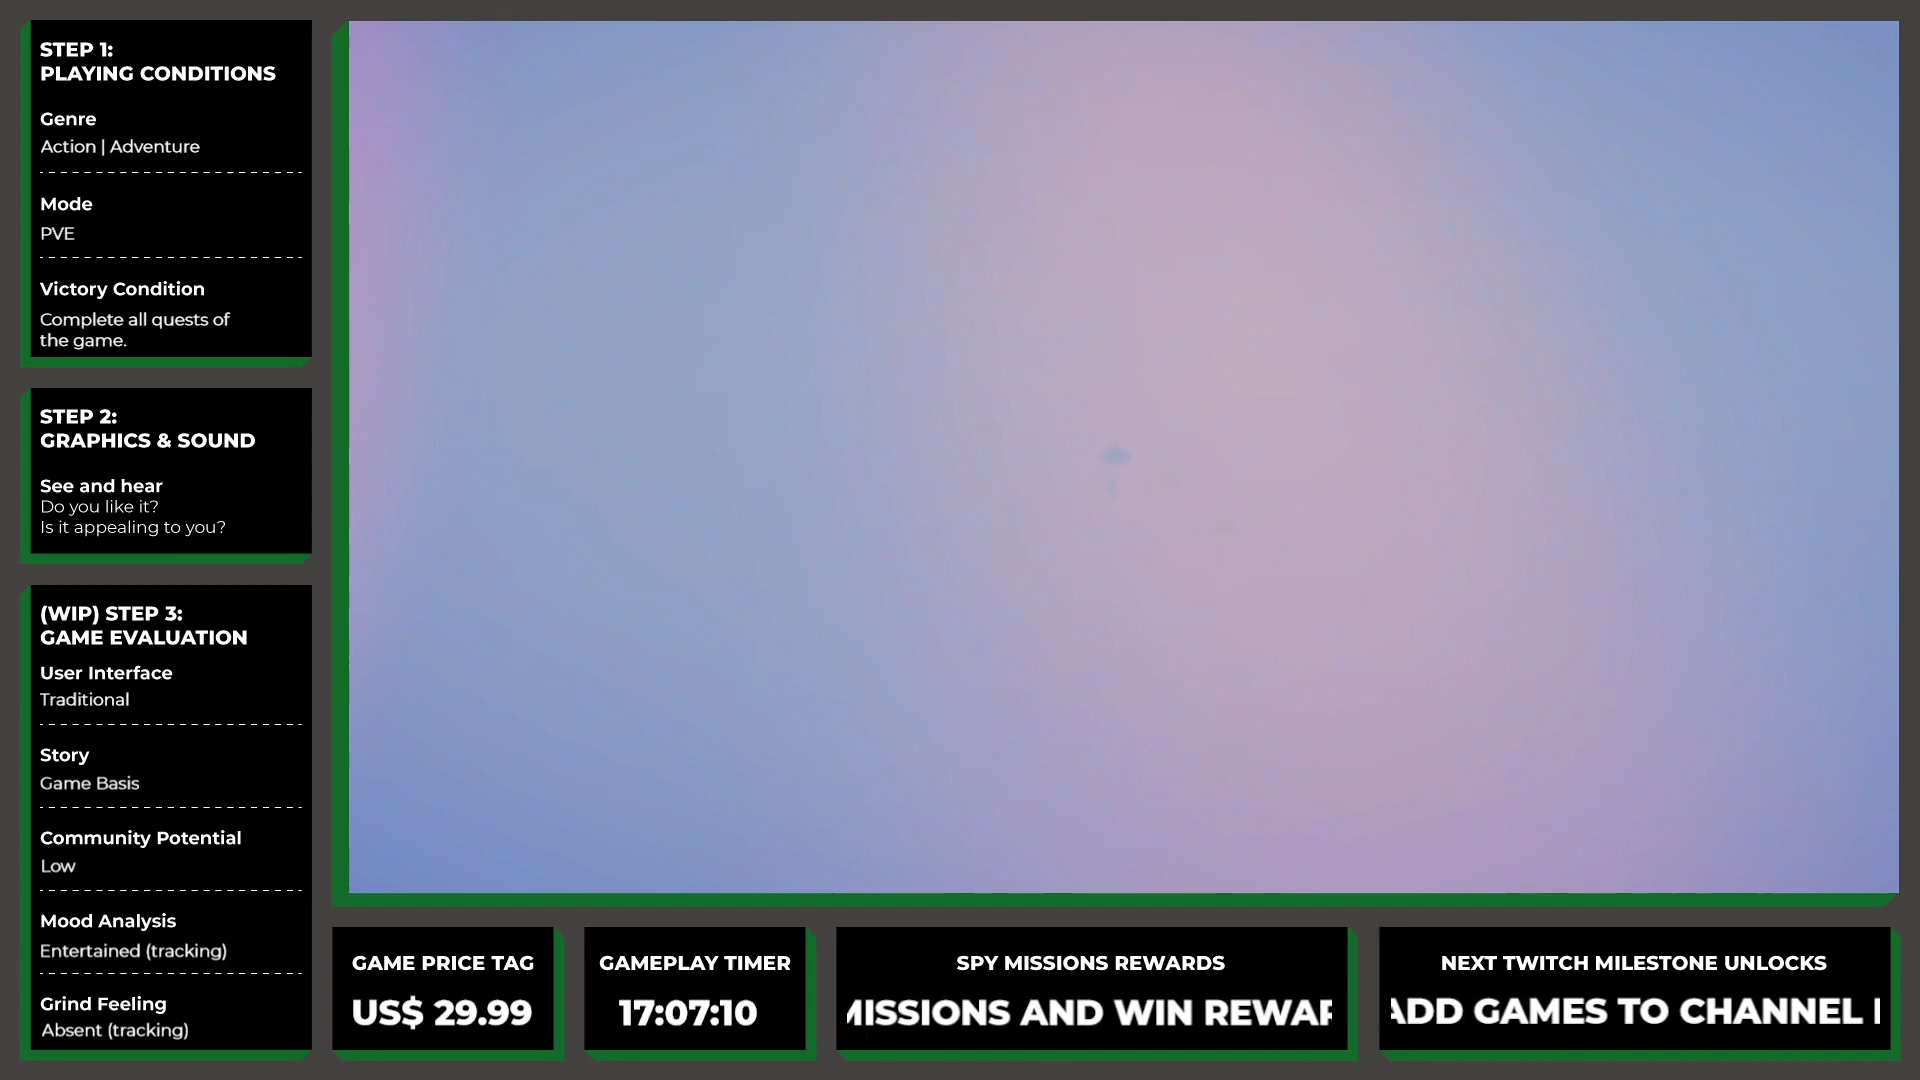 STEP 1:
PLAYING CONDITIONS
Genre
Action | Adventure
Mode
PVE
Victory Condition
Complete all quests of
the game.
STEP 2:
GRAPHICS & SOUND
See and hear
Do you like it?
Is it appealing to you?
(WIP) STEP 3:
GAME EVALUATION
User Interface
Traditional
Story
Game Basis
Community Potential
Low
Mood Analysis
Entertained (tracking)
Grind Feeling
Absent (tracking)
GAME PRICE TAG
US$ 29.99
GAMEPLAY TIMER
17:07:10
SPY MISSIONS REWARDS
MISSIONS AND WIN REWAR
NEXT TWITCH MILESTONE UNLOCKS
ADD GAMES TO CHANNEL